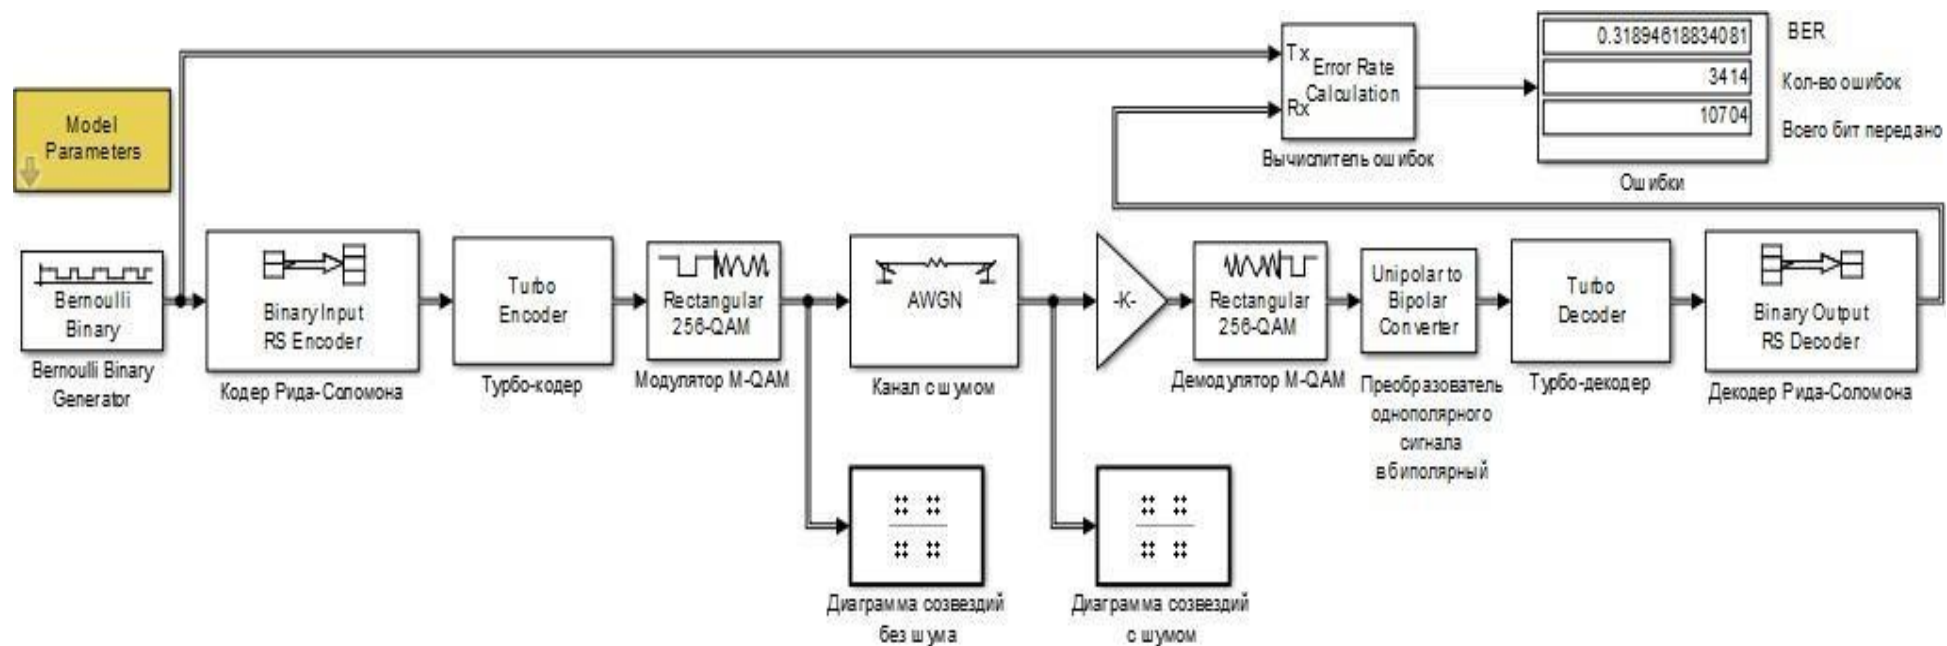 0.31894618834081
BER
Tx
Error Rate
Calculation
Rx
3414
Кол-во ошибок
10704
Всего бит передано
Вычислитель ошибок
Ошибки
Model
Parameters
Bernoulli
Binary
Bernoulli Binary
Generator
Binary Input
RS Encoder
Кодер Рида-Соломона
Turbo
Encoder
Турбо-кодер
Rectangular
256-QAM
Модулятор M-QAM
AWGN
Канал с шумом
-K-
Rectangular
256-QAM
Демодулятор M-QAM
Unipolar to
Bipolar
Converter
Преобразователь
однополярного
сигнала
в биполярный
Turbo
Decoder
Турбо-декодер
Binary Output
RS Decoder
Декодер Рида-Соломона
Диаграмма созвездий
без шума
Диаграмма созвездий
с шумом